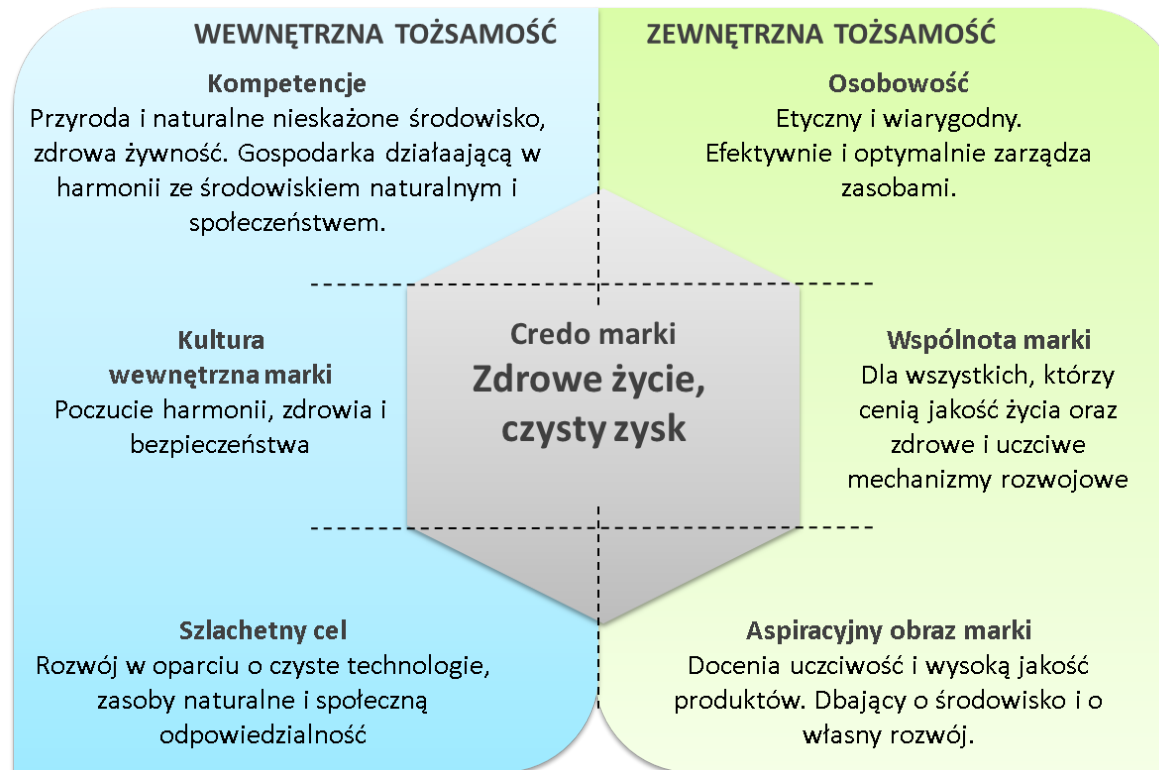 WEWNĘTRZNA TOŻSAMOŚĆ
Kompetencje
Przyroda i naturalne nieskażone środowisko,
zdrowa żywność. Gospodarka działaającą w
harmonii ze środowiskiem naturalnym i
społeczeństwem.
Kultura
wewnętrzna marki
Poczucie harmonii, zdrowia i
bezpieczeństwa
Szlachetny cel
Rozwój w oparciu o czyste technologie,
zasoby naturalne i społeczną
odpowiedzialność
Credo marki
Zdrowe życie,
czysty zysk
ZEWNĘTRZNA TOŻSAMOŚĆ
Osobowość
Etyczny i wiarygodny.
Efektywnie i optymalnie zarządza
zasobami.
Wspólnota marki
Dla wszystkich, którzy
cenią jakość życia oraz
zdrowe i uczciwe
mechanizmy rozwojowe
Aspiracyjny obraz marki
Docenia uczciwość i wysoką jakość
produktów. Dbający o środowisko i o
własny rozwój.